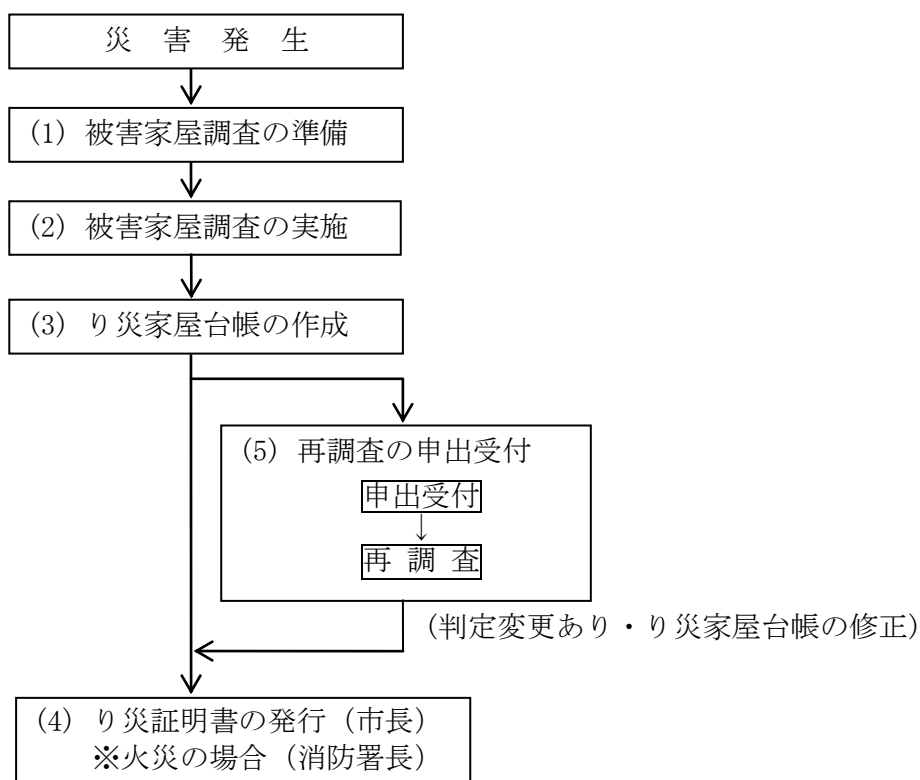 災 害 発 生
(1) 被害家屋調査の準備
(2) 被害家屋調査の実施
(3) り災家屋台帳の作成
(5) 再調査の申出受付
申出受付
↓
再 調 査
(判定変更あり・り災家屋台帳の修正)
(4) り災証明書の発行（市長）
※火災の場合（消防署長）